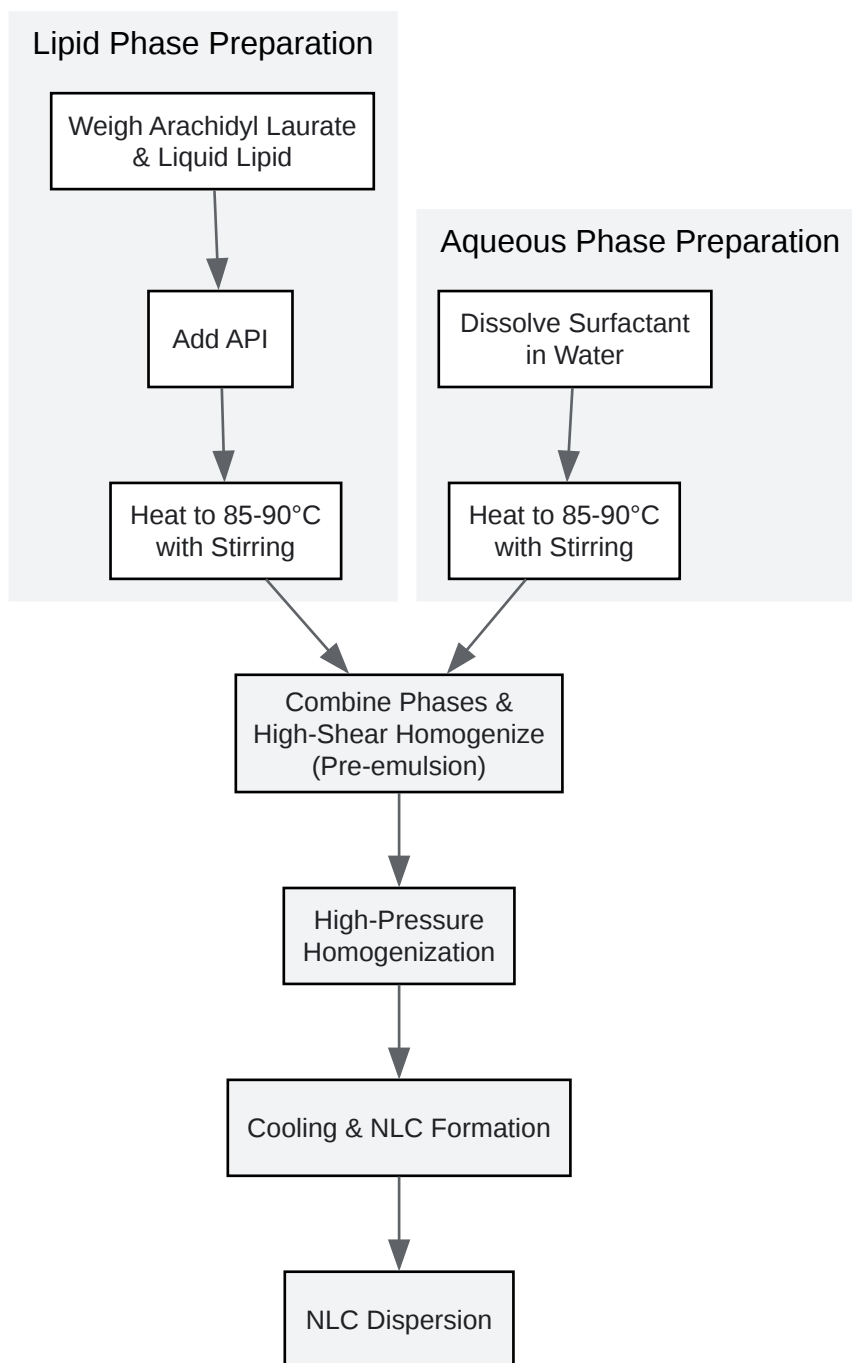 Lipid Phase Preparation
Weigh Arachidyl Laurate
& Liquid Lipid
Add API
Heat to 85-90°C
with Stirring
Aqueous Phase Preparation
Dissolve Surfactant
in Water
Heat to 85-90°C
with Stirring
Combine Phases &
High-Shear Homogenize
(Pre-emulsion)
High-Pressure
Homogenization
Cooling & NLC Formation
NLC Dispersion